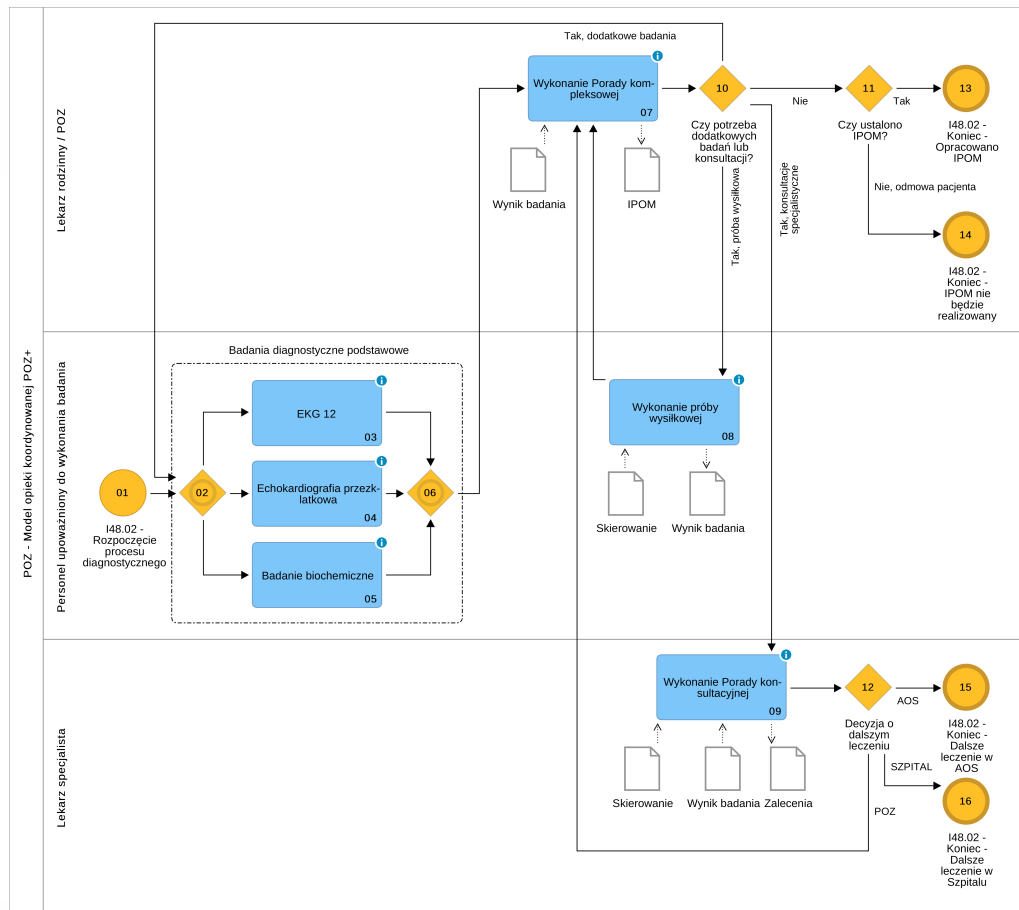 POZ - Model opieki koordynowanej POZ+
Lekarz rodzinny / POZ
Tak, dodatkowe badania
Wykonanie Porady kom-
pleksowej
07
i
Wynik badania
IPOM
10
Czy potrzeba
dodatkowych
badań lub
konsultacji?
Nie
Tak, próba wysiłkowa
Tak, konsultacje
specjalistyczne
11
Czy ustalono
IPOM?
Tak
Nie, odmowa pacjenta
13
I48.02 -
Koniec -
Opracowano
IPOM
14
I48.02 -
Koniec -
IPOM nie
będzie
realizowany
Personel upoważniony do wykonania badania
Badania diagnostyczne podstawowe
01
I48.02 -
Rozpoczęcie
procesu
diagnostycznego
02
EKG 12
03
i
Echokardiografia przezk-
latkowa
04
i
Badanie biochemiczne
05
i
06
Wykonanie próby
wysiłkowej
08
i
Skierowanie
Wynik badania
Lekarz specjalista
Wykonanie Porady kon-
sultacyjnej
09
i
Skierowanie
Wynik badania
Zalecenia
12
Decyzja o
dalszym
leczeniu
AOS
SZPITAL
POZ
15
I48.02 -
Koniec -
Dalsze
leczenie w
AOS
16
I48.02 -
Koniec -
Dalsze
leczenie w
Szpitalu